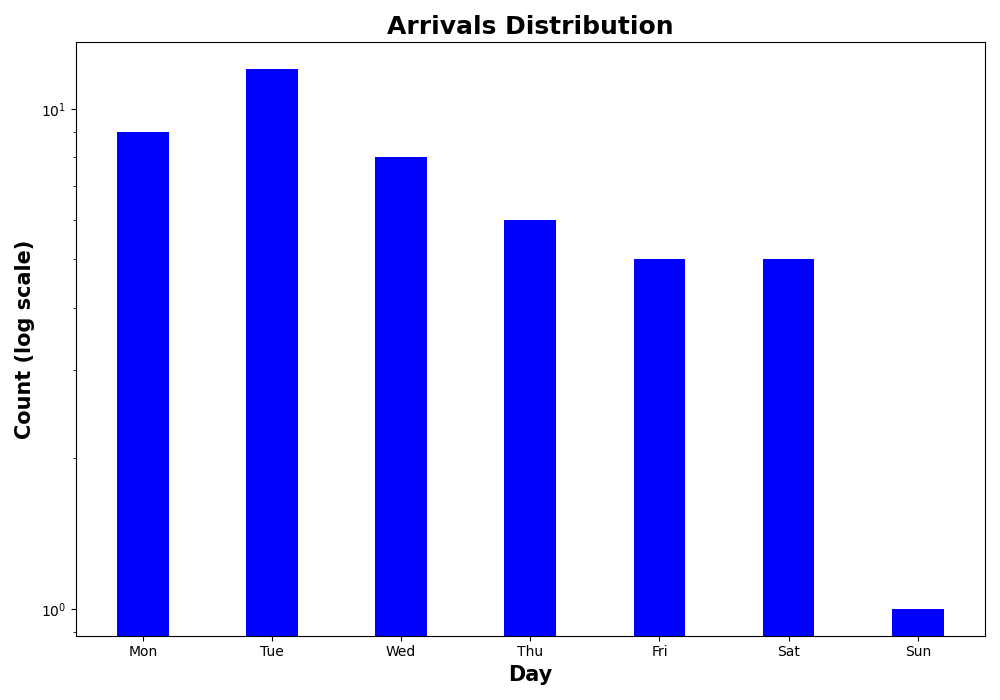 Arrivals Distribution
Count (log scale)
10¹
10⁰
Mon Tue Wed Thu Fri Sat Sun
Day